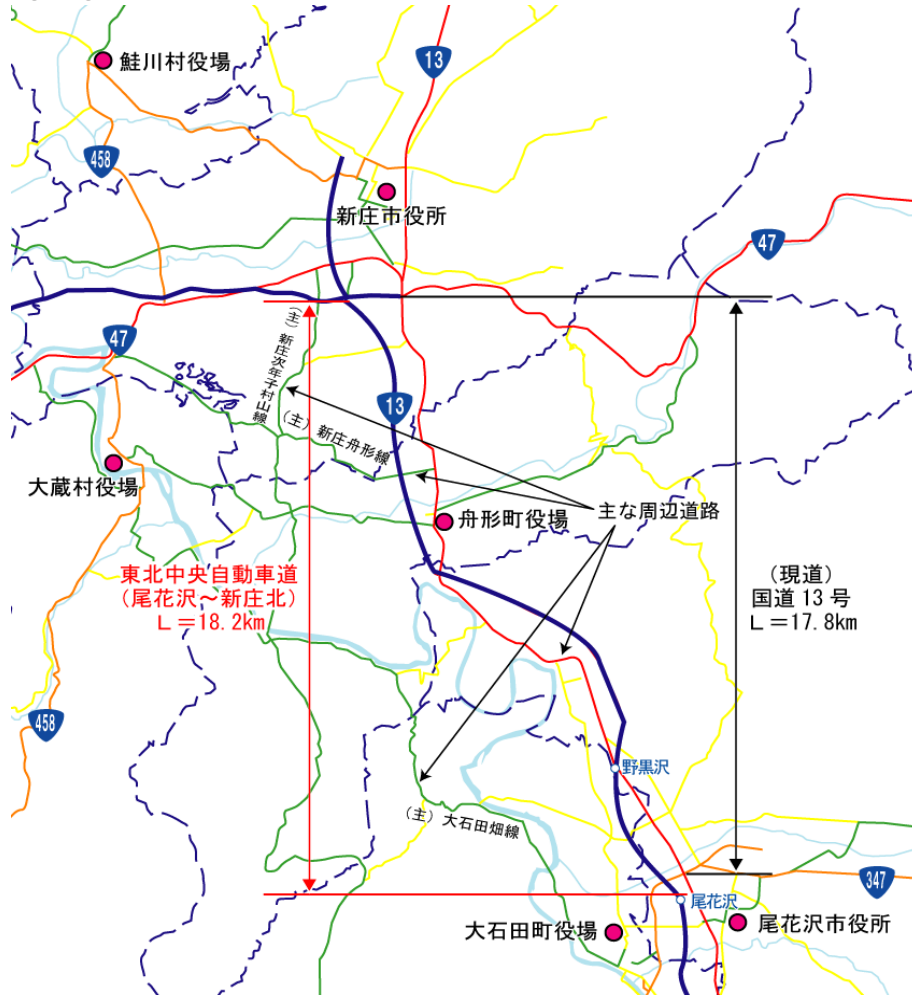 鮭川村役場
13
458
新庄市役所
47
47
(主)新庄次年子村山線
13
(主)新庄舟形線
大蔵村役場
舟形町役場
主な周辺道路
東北中央自動車道
(尾花沢～新庄北)
L=18.2km
(現道)
国道13号
L=17.8km
458
野黒沢
(主)大石田畑線
347
尾花沢
大石田町役場
尾花沢市役所